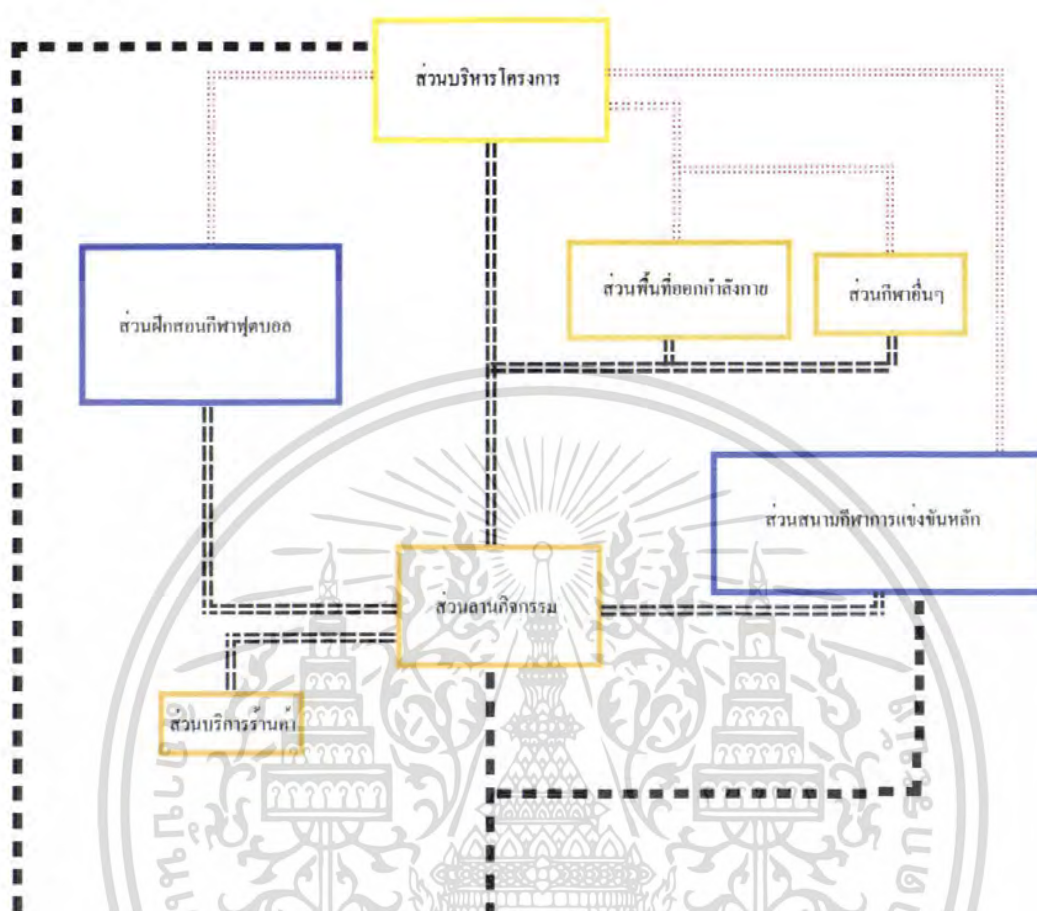 ส่วนบริหารโครงการ
ส่วนพื้นที่ออกกำลังกาย
ส่วนกีฬาอื่นๆ
ส่วนฝึกสอนกีฬาฟุตบอล
ส่วนสนามกีฬาการแข่งขันหลัก
ส่วนลานกิจกรรม
ส่วนบริการร้านค้า